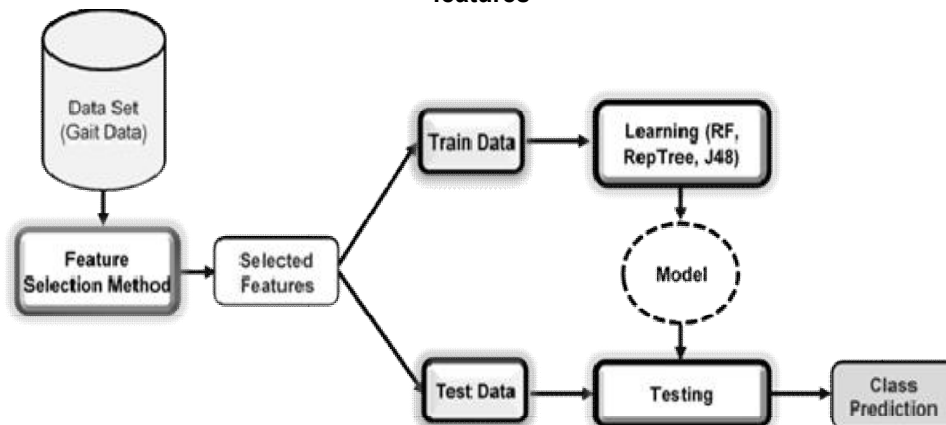 features
Data Set
(Gait Data)
Feature
Selection Method
Selected
Features
Train Data
Learning (RF,
RepTree, J48)
Model
Test Data
Testing
Class
Prediction